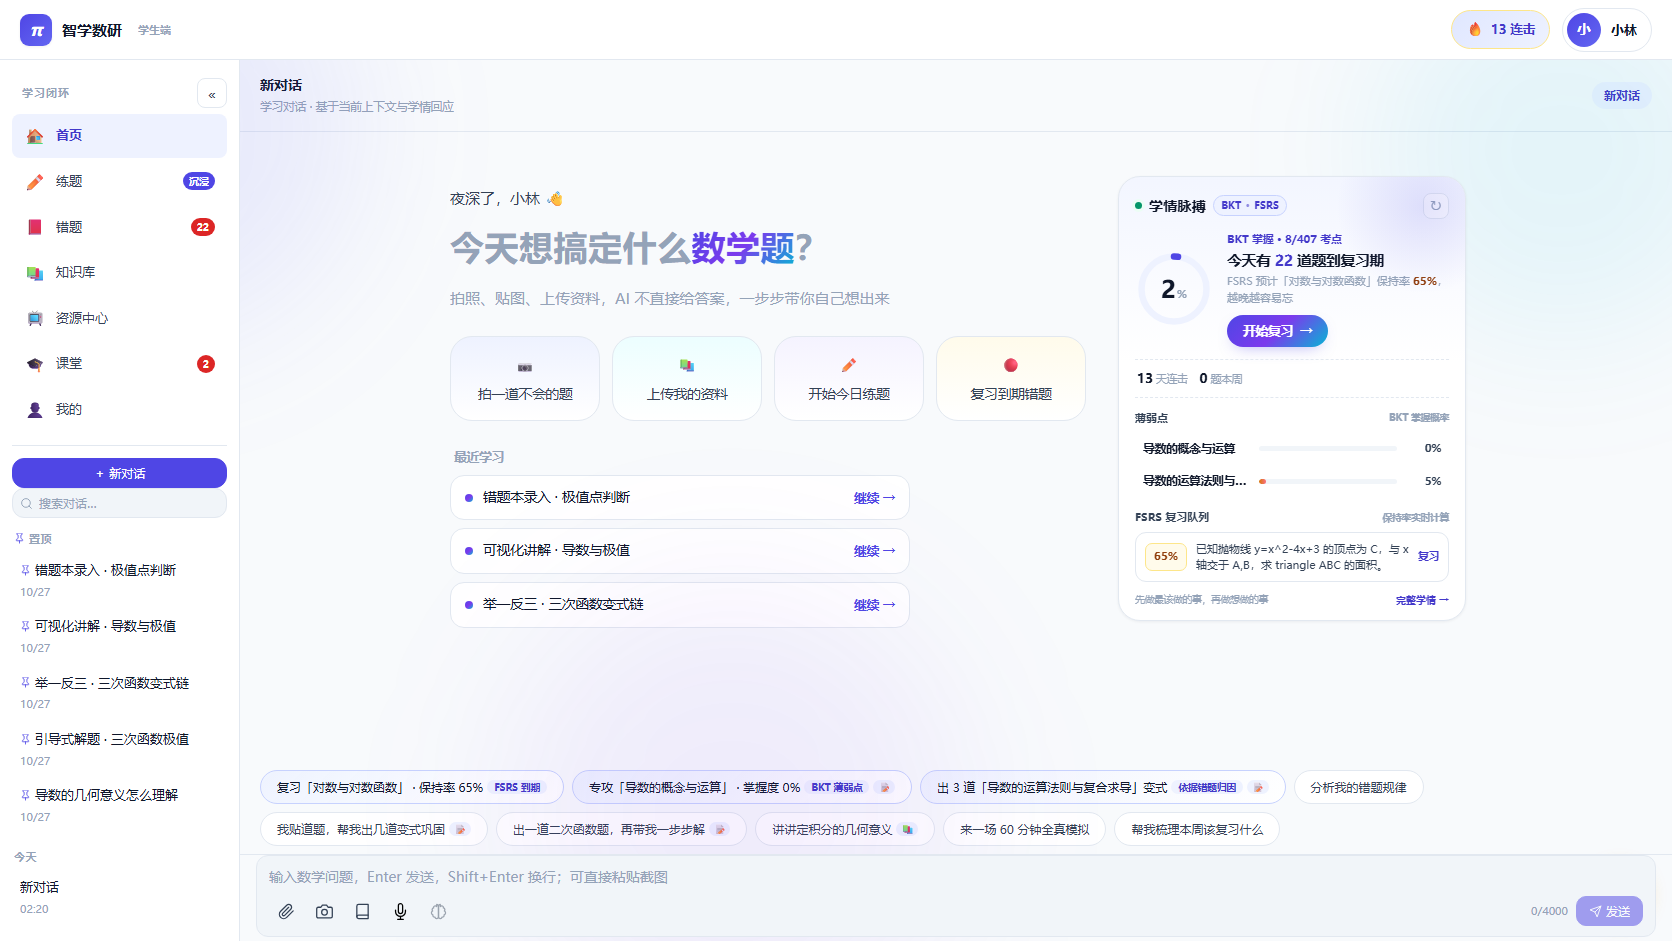 π 智学数研 学生端
13 连击
小 小林
学习闭环
«
首页
练题 沉浸
错题 22
知识库
资源中心
课堂 2
我的
+ 新对话
搜索对话...
置顶
错题本录入 · 极值点判断
10/27
可视化讲解 · 导数与极值
10/27
举一反三 · 三次函数变式链
10/27
引导式解题 · 三次函数极值
10/27
导数的几何意义怎么理解
10/27
今天
新对话
02:20
新对话
学习对话 · 基于当前上下文与学情回应
新对话
夜深了，小林
今天想搞定什么数学题？
拍照、贴图、上传资料，AI 不直接给答案，一步步带你自己想出来
拍一道不会的题
上传我的资料
开始今日练题
复习到期错题
最近学习
错题本录入 · 极值点判断 继续 →
可视化讲解 · 导数与极值 继续 →
举一反三 · 三次函数变式链 继续 →
学情脉搏 BKT · FSRS ↻
2%
BKT 掌握 • 8/407 考点
今天有 22 道题到复习期
FSRS 预计「对数与对数函数」保持率 65%，
越晚越容易忘
开始复习 →
13 天连击 0 题本周
薄弱点 BKT 掌握概率
导数的概念与运算 0%
导数的运算法则与... 5%
FSRS 复习队列 保持率实时计算
65%
已知抛物线 y=x^2-4x+3 的顶点为 C，与 x
轴交于 A,B，求 triangle ABC 的面积。
复习
先做最该做的事，再做想做的事 完整学情 →
复习「对数与对数函数」 · 保持率 65% FSRS 到期
专攻「导数的概念与运算」 · 掌握度 0% BKT 薄弱点
出 3 道「导数的运算法则与复合求导」变式 依据错题归因
分析我的错题规律
我贴道题，帮我出几道变式巩固
出一道二次函数题，再带我一步步解
讲讲定积分的几何意义
来一场 60 分钟全真模拟
帮我梳理本周该复习什么
输入数学问题，Enter 发送，Shift+Enter 换行；可直接粘贴截图
0/4000 发送